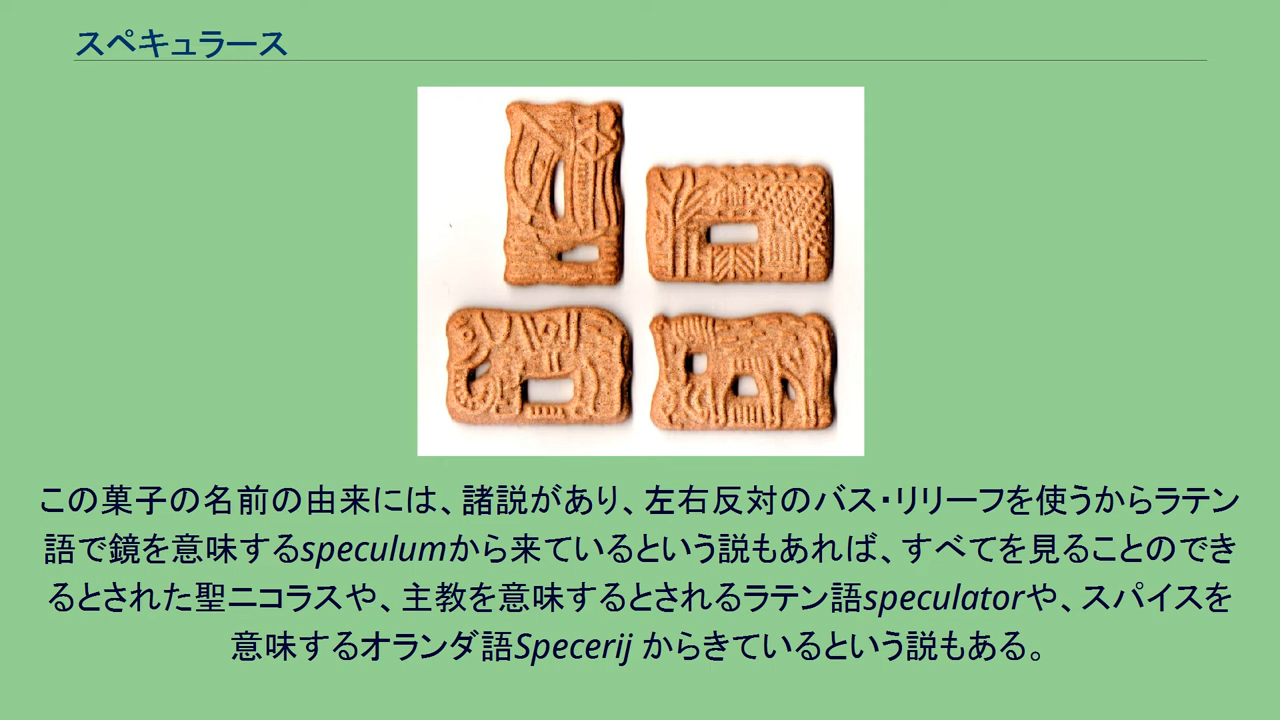 スペキュラース
この菓子の名前の由来には、諸説があり、左右反対のバス・リリーフを使うからラテン
語で鏡を意味するspeculumから来ているという説もあれば、すべてを見ることのでき
るとされた聖ニコラスや、主教を意味するとされるラテン語speculatorや、スパイスを
意味するオランダ語Specerij からきているという説もある。